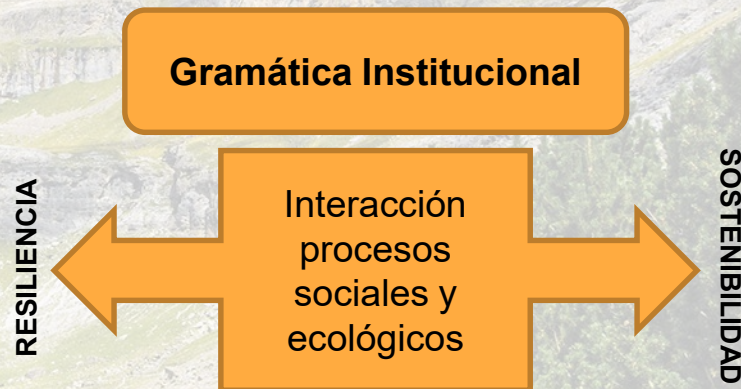 Gramática Institucional
RESILIENCIA
Interacción
procesos
sociales y
ecológicos
SOSTENIBILIDAD